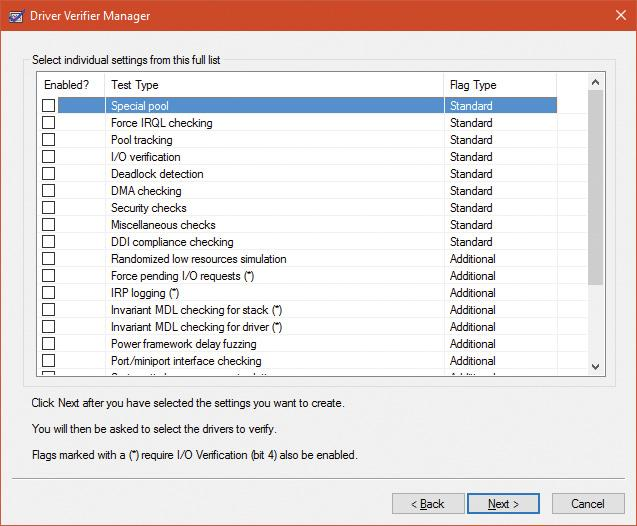 Driver Verifier Manager
Select individual settings from this full list
Enabled? Test Type Flag Type
Special pool Standard
Force IRQL checking Standard
Pool tracking Standard
I/O verification Standard
Deadlock detection Standard
DMA checking Standard
Security checks Standard
Miscellaneous checks Standard
DDI compliance checking Standard
Randomized low resources simulation Additional
Force pending I/O requests (*) Additional
IRP logging (*) Additional
Invariant MDL checking for stack (*) Additional
Invariant MDL checking for driver (*) Additional
Power framework delay fuzzing Additional
Port/miniport interface checking Additional
Click Next after you have selected the settings you want to create.
You will then be asked to select the drivers to verify.
Flags marked with a (*) require I/O Verification (bit 4) also be enabled.
< Back Next > Cancel